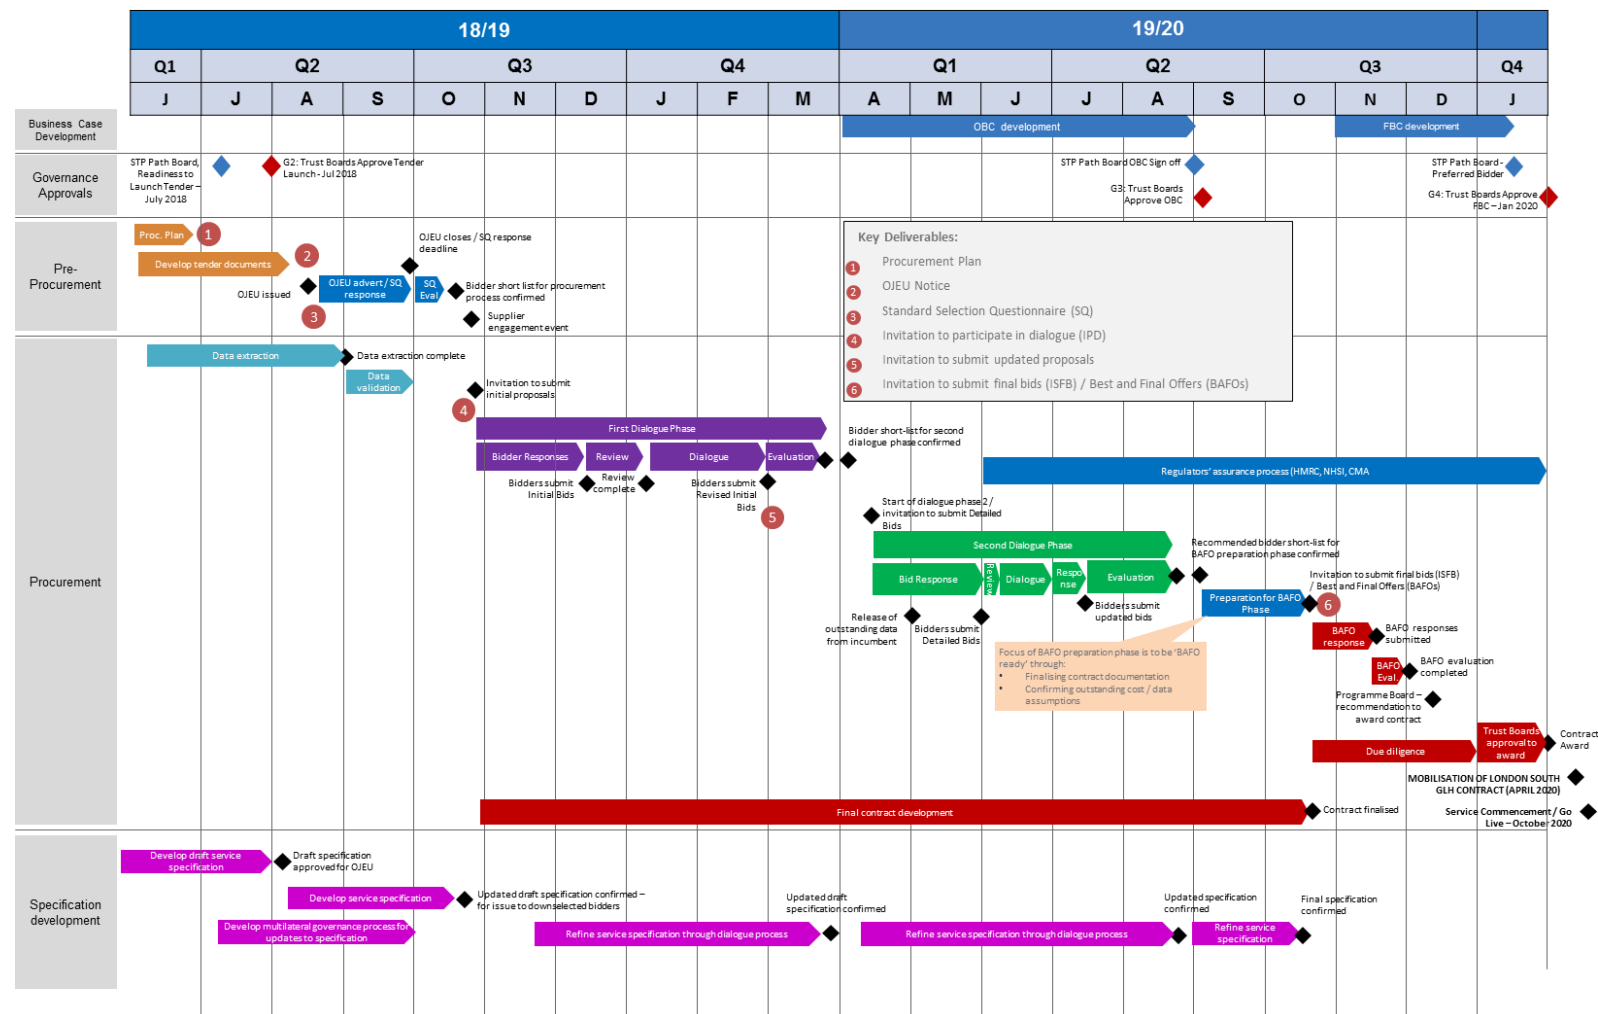 18/19
19/20
Q1
Q2
Q3
Q4
Q1
Q2
Q3
Q4
J
J
A
S
O
N
D
J
F
M
A
M
J
J
A
S
O
N
D
J
Business Case
Development
OBC development
FBC development
Governance
Approvals
STP Path Board,
Readiness to
Launch Tender –
July 2018
G2: Trust Boards Approve Tender
Launch - Jul 2018
STP Path Board OBC Sign off
G3: Trust Boards
Approve OBC
STP Path Board -
Preferred Bidder
G4: Trust Boards Approve
FBC – Jan 2020
Pre-
Procurement
Proc. Plan
1
Develop tender documents
2
OJEU issued
OJEU advert / SQ
response
3
OJEU closes / SQ response
deadline
SQ
Eval
Bidder short list for procurement
process confirmed
Supplier
engagement event
Key Deliverables:
1 Procurement Plan
2 OJEU Notice
3 Standard Selection Questionnaire (SQ)
4 Invitation to participate in dialogue (IPD)
5 Invitation to submit updated proposals
6 Invitation to submit final bids (ISFB) / Best and Final Offers (BAFOs)
Procurement
Data extraction
Data extraction complete
Data
validation
Invitation to submit
initial proposals
4
First Dialogue Phase
Bidder Responses
Review
Dialogue
Evaluation
Bidders submit
Initial Bids
Review
complete
Bidders submit
Revised Initial
Bids
5
Bidder short-list for second
dialogue phase confirmed
Regulators' assurance process (HMRC, NHSI, CMA
Start of dialogue phase 2 /
invitation to submit Detailed
Bids
Second Dialogue Phase
Bid Response
Review
Dialogue
Respo
nse
Evaluation
Recommended bidder short-list for
BAFO preparation phase confirmed
Release of
outstanding data
from incumbent
Bidders submit
Detailed Bids
Bidders submit
updated bids
Preparation for BAFO
Phase
Invitation to submit final bids (ISFB)
/ Best and Final Offers (BAFOs)
6
Focus of BAFO preparation phase is to be 'BAFO
ready' through:
• Finalising contract documentation
• Confirming outstanding cost / data
assumptions
BAFO
response
BAFO responses
submitted
BAFO
Eval.
BAFO evaluation
completed
Programme Board –
recommendation to
award contract
Due diligence
Trust Boards
approval to
award
Contract
Award
MOBILISATION OF LONDON SOUTH
GLH CONTRACT (APRIL 2020)
Final contract development
Contract finalised
Service Commencement / Go
Live – October 2020
Specification
development
Develop draft service
specification
Draft specification
approved for OJEU
Develop service specification
Updated draft specification confirmed –
for issue to downselected bidders
Develop multilateral governance process for
updates to specification
Refine service specification through dialogue process
Updated draft
specification confirmed
Refine service specification through dialogue process
Updated specification
confirmed
Refine service
specification
Final specification
confirmed